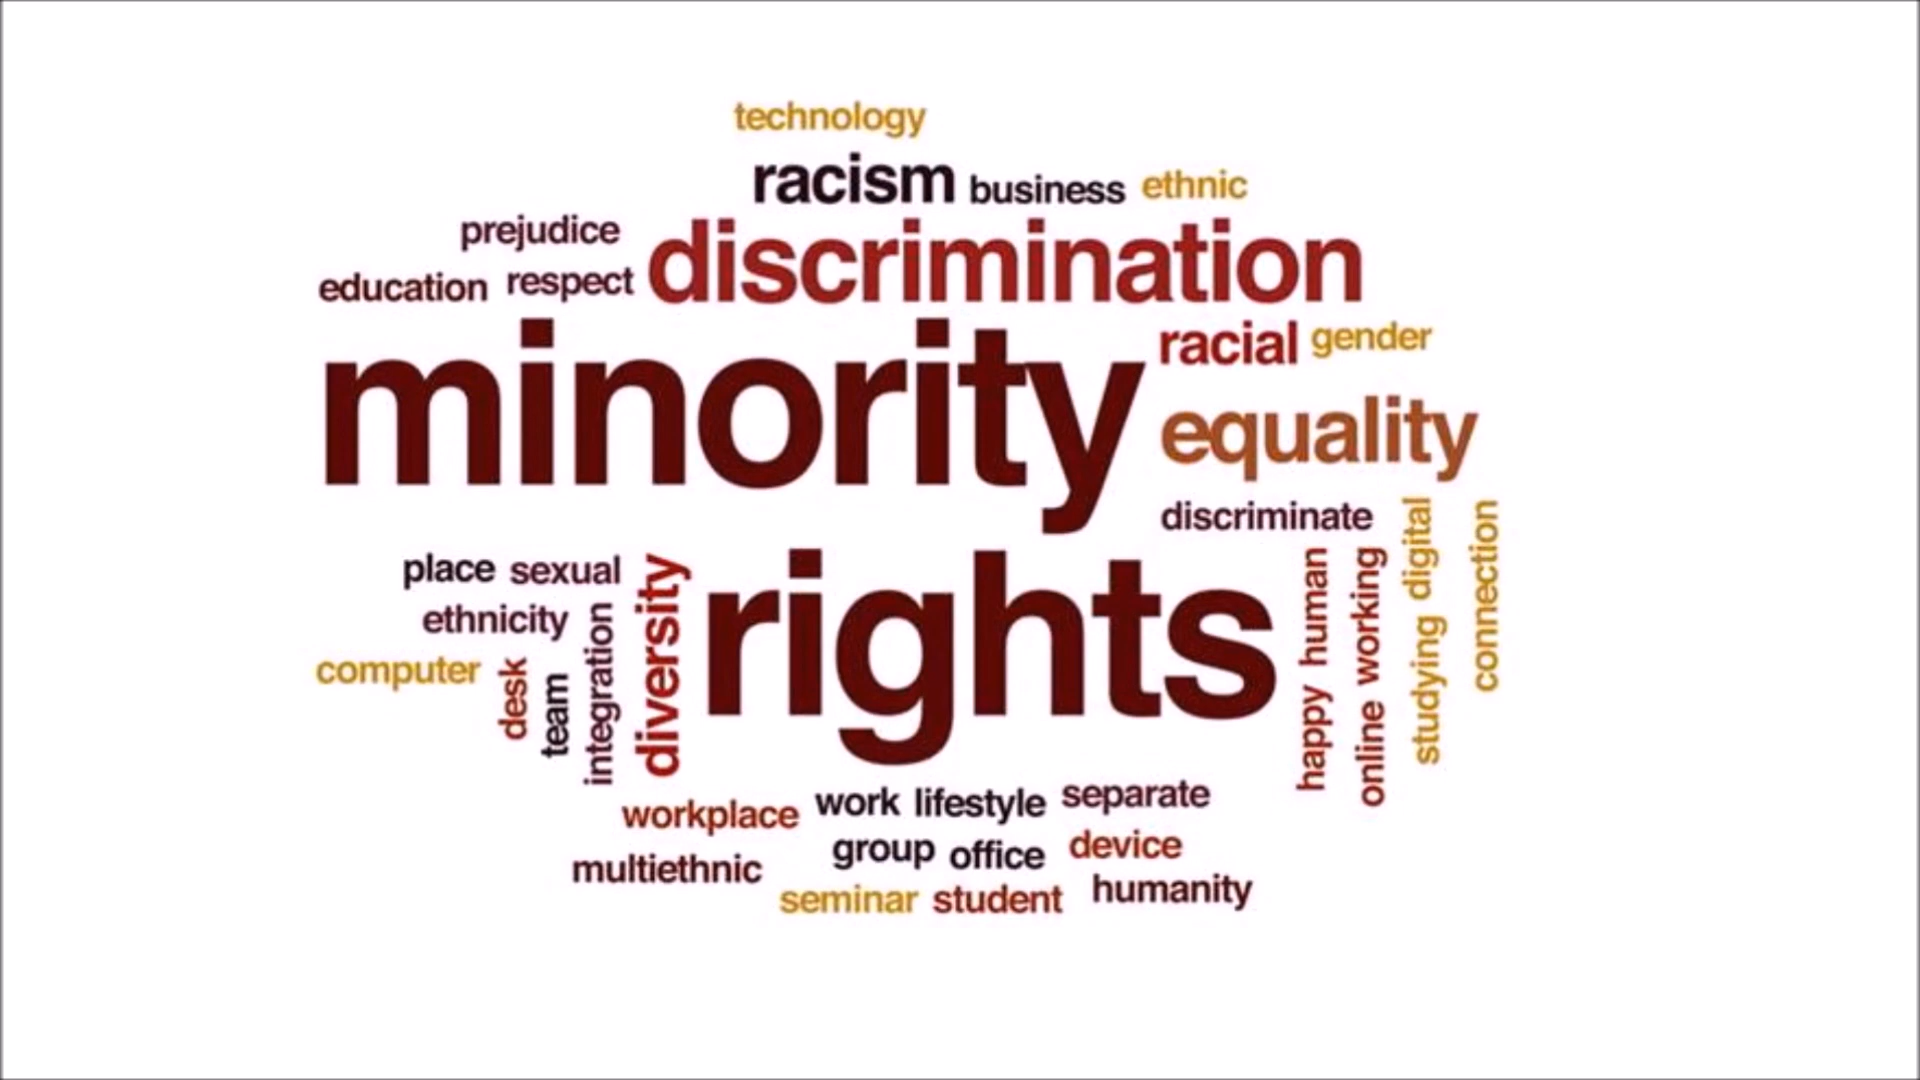 technology
racism business ethnic
prejudice
discrimination
education respect
minority
racial gender
equality
discriminate
place sexual
ethnicity
computer
desk
team
integration
diversity
rights
happy human
online working
studying digital
connection
workplace work lifestyle separate
multiethnic group office device
seminar student humanity